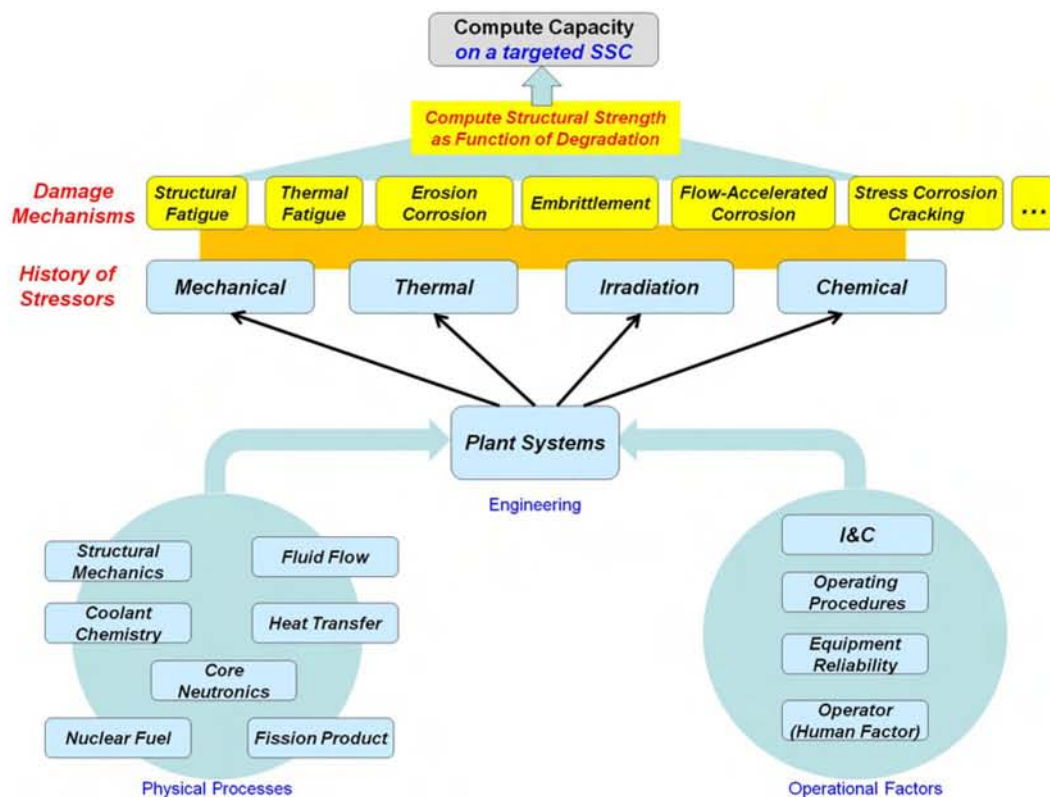 Compute Capacity
on a targeted SSC
Compute Structural Strength
as Function of Degradation
Damage
Mechanisms
Structural
Fatigue
Thermal
Fatigue
Erosion
Corrosion
Embrittlement
Flow-Accelerated
Corrosion
Stress Corrosion
Cracking
...
History of
Stressors
Mechanical
Thermal
Irradiation
Chemical
Plant Systems
Engineering
Structural
Mechanics
Fluid Flow
Coolant
Chemistry
Heat Transfer
Core
Neutronics
Nuclear Fuel
Fission Product
Physical Processes
I&C
Operating
Procedures
Equipment
Reliability
Operator
(Human Factor)
Operational Factors